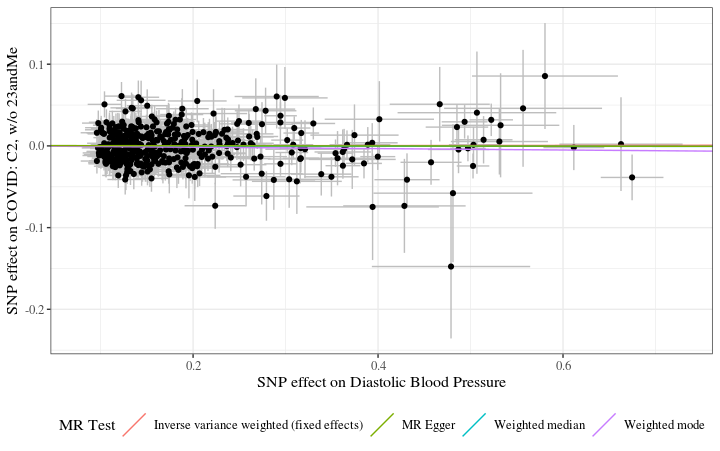 SNP effect on COVID: C2, w/o 23andMe
0.1
0.0
-0.1
-0.2
0.2
0.4
0.6
SNP effect on Diastolic Blood Pressure
MR Test Inverse variance weighted (fixed effects) MR Egger Weighted median Weighted mode